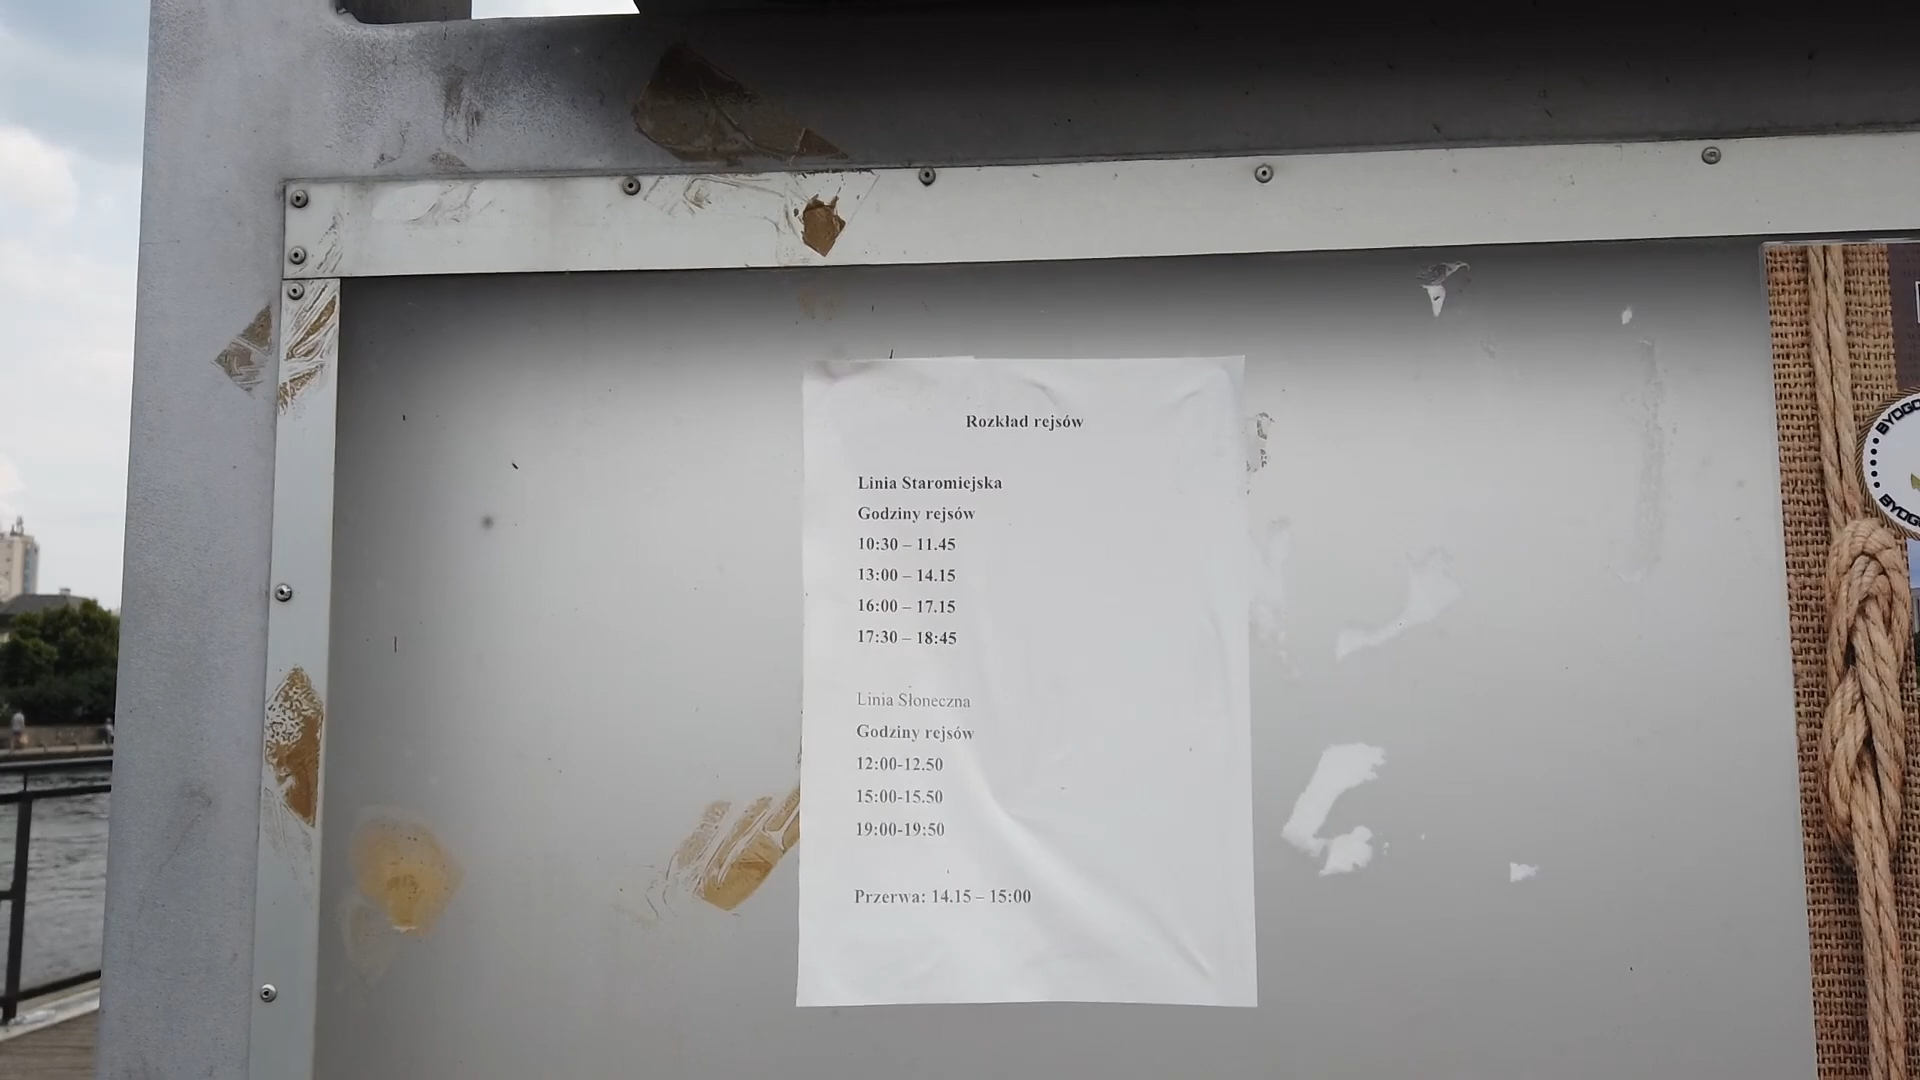 Rozkład rejsów
Linia Staromiejska
Godziny rejsów
10:30 – 11.45
13:00 – 14.15
16:00 – 17.15
17:30 – 18:45
Linia Słoneczna
Godziny rejsów
12:00-12.50
15:00-15.50
19:00-19:50
Przerwa: 14.15 – 15:00